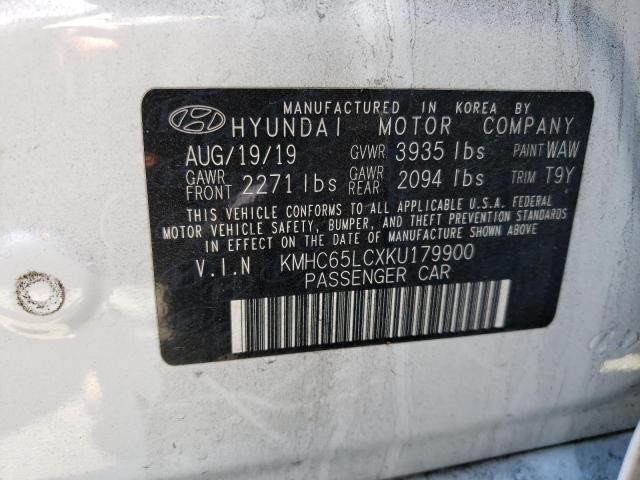 MANUFACTURED IN KOREA BY
HYUNDAI MOTOR COMPANY
AUG/19/19 GVWR 3935 lbs PAINT WAW
GAWR FRONT 2271 lbs GAWR REAR 2094 lbs TRIM T9Y
THIS VEHICLE CONFORMS TO ALL APPLICABLE U.S.A. FEDERAL
MOTOR VEHICLE SAFETY, BUMPER, AND THEFT PREVENTION STANDARDS
IN EFFECT ON THE DATE OF MANUFACTURE SHOWN ABOVE.
V.I.N KMHC65LCXKU179900
PASSENGER CAR